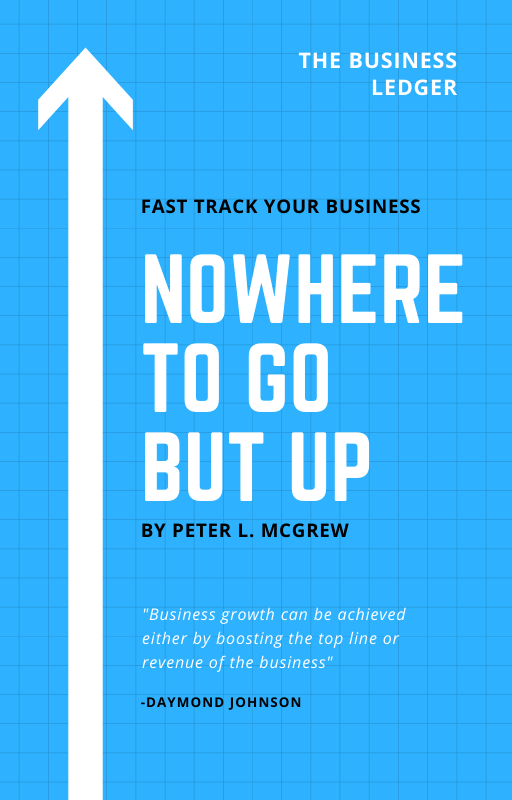 THE BUSINESS
LEDGER
FAST TRACK YOUR BUSINESS
NOWHERE
TO GO
BUT UP
BY PETER L. MCGREW
"Business growth can be achieved
either by boosting the top line or
revenue of the business"
-DAYMOND JOHNSON